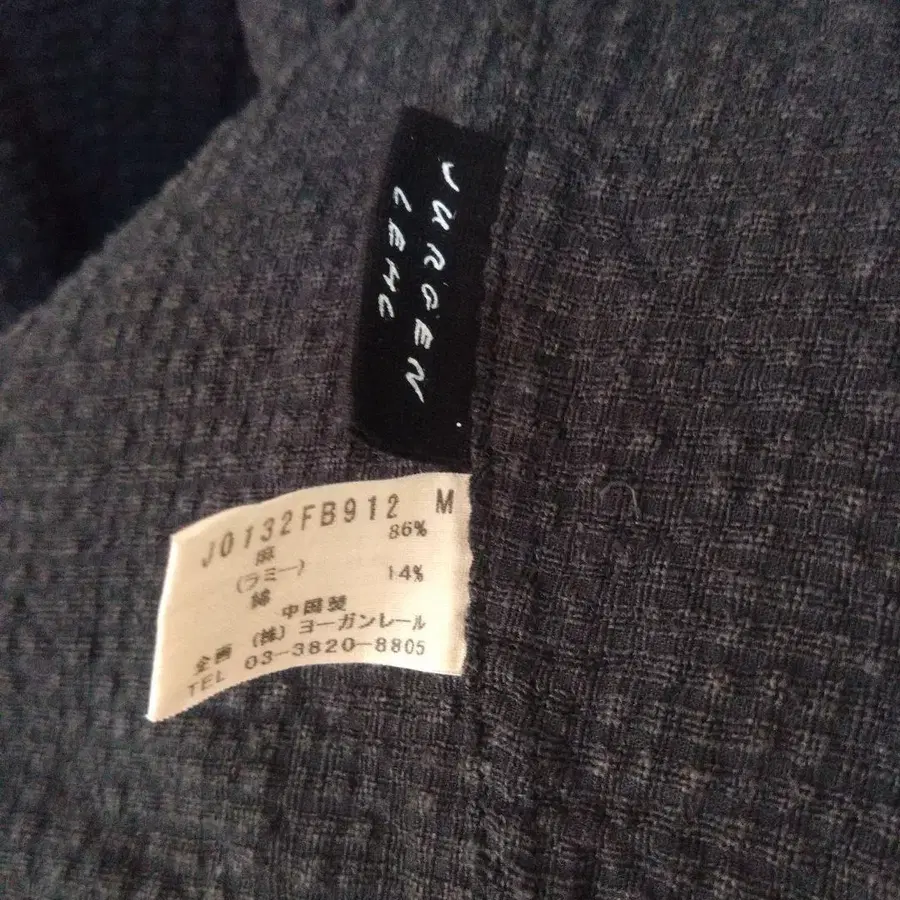 JURGEN
LEHL
J0132FB912 M
麻 86%
(ラミー)
綿 14%
中国製
企画 (株) ヨーガンレール
TEL 03-3820-8805